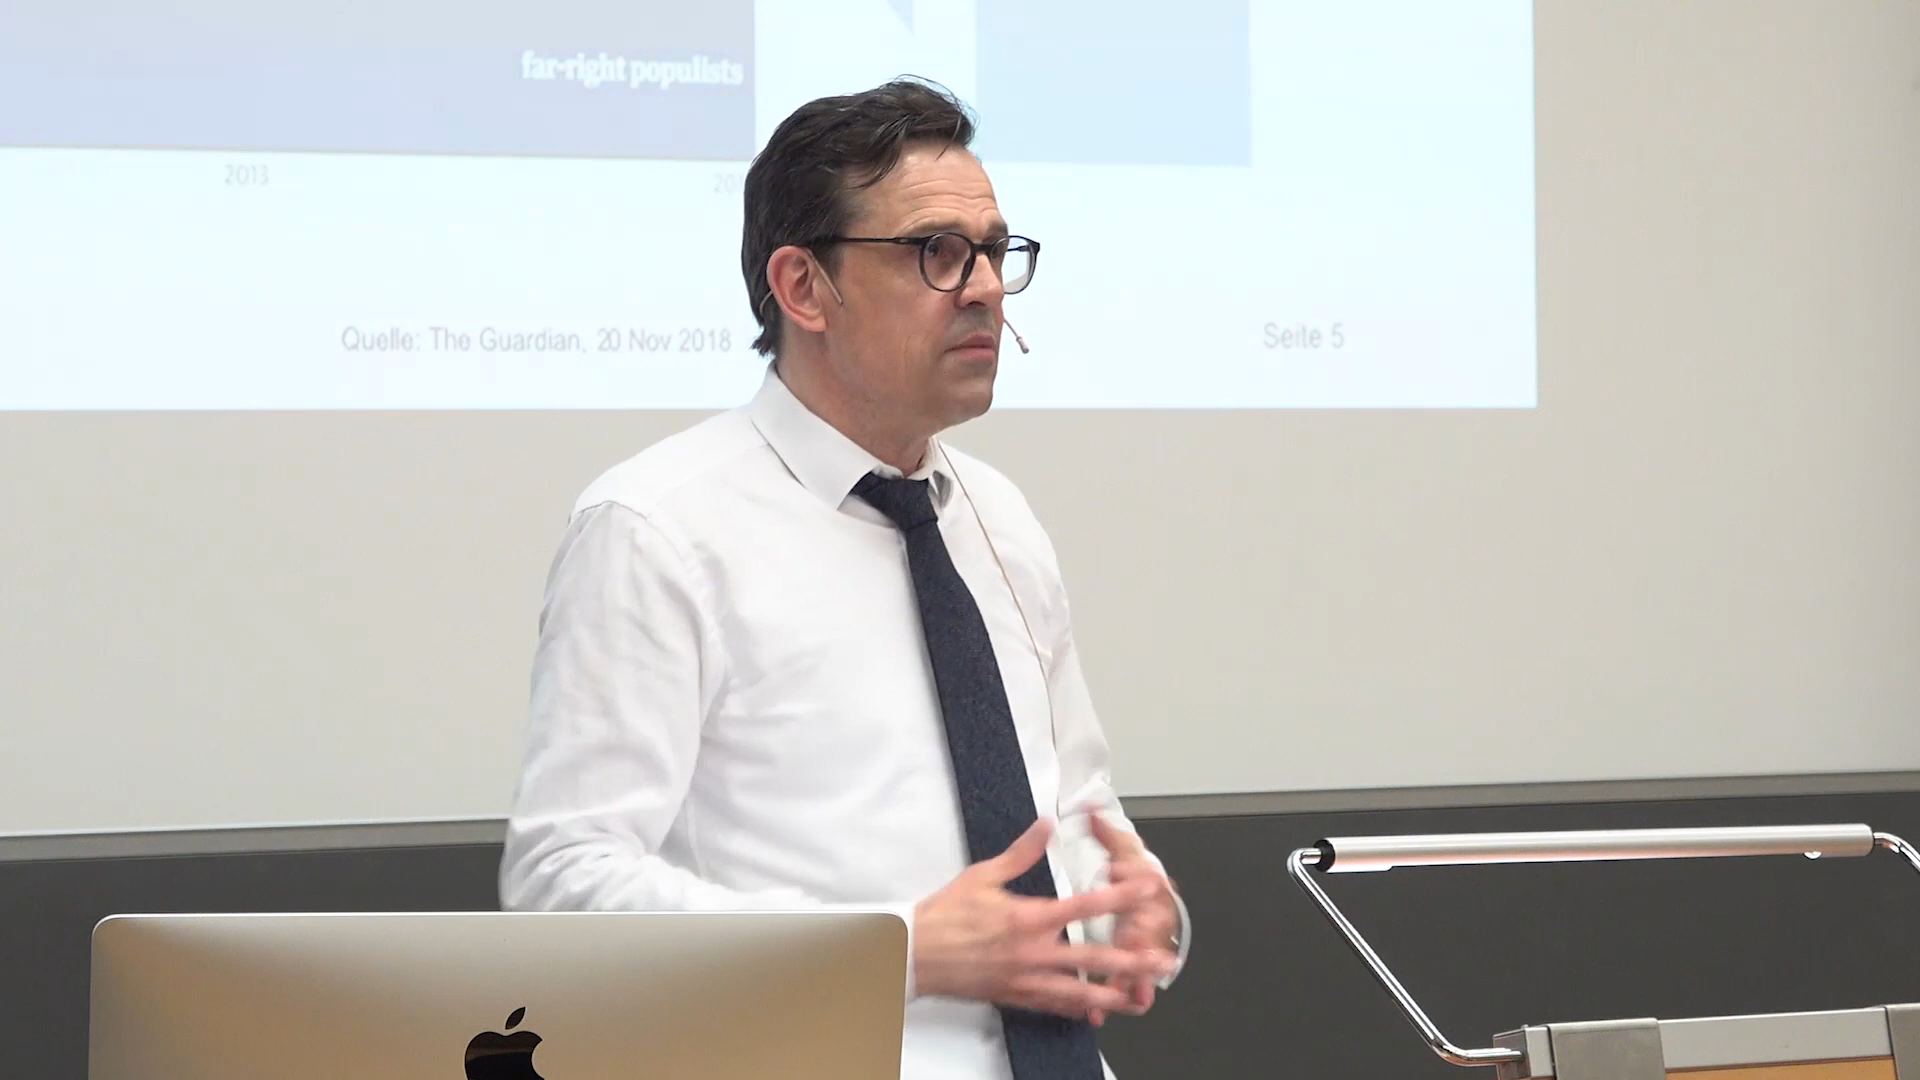 far-right populists
2013
Quelle: The Guardian, 20 Nov 2018
Seite 5